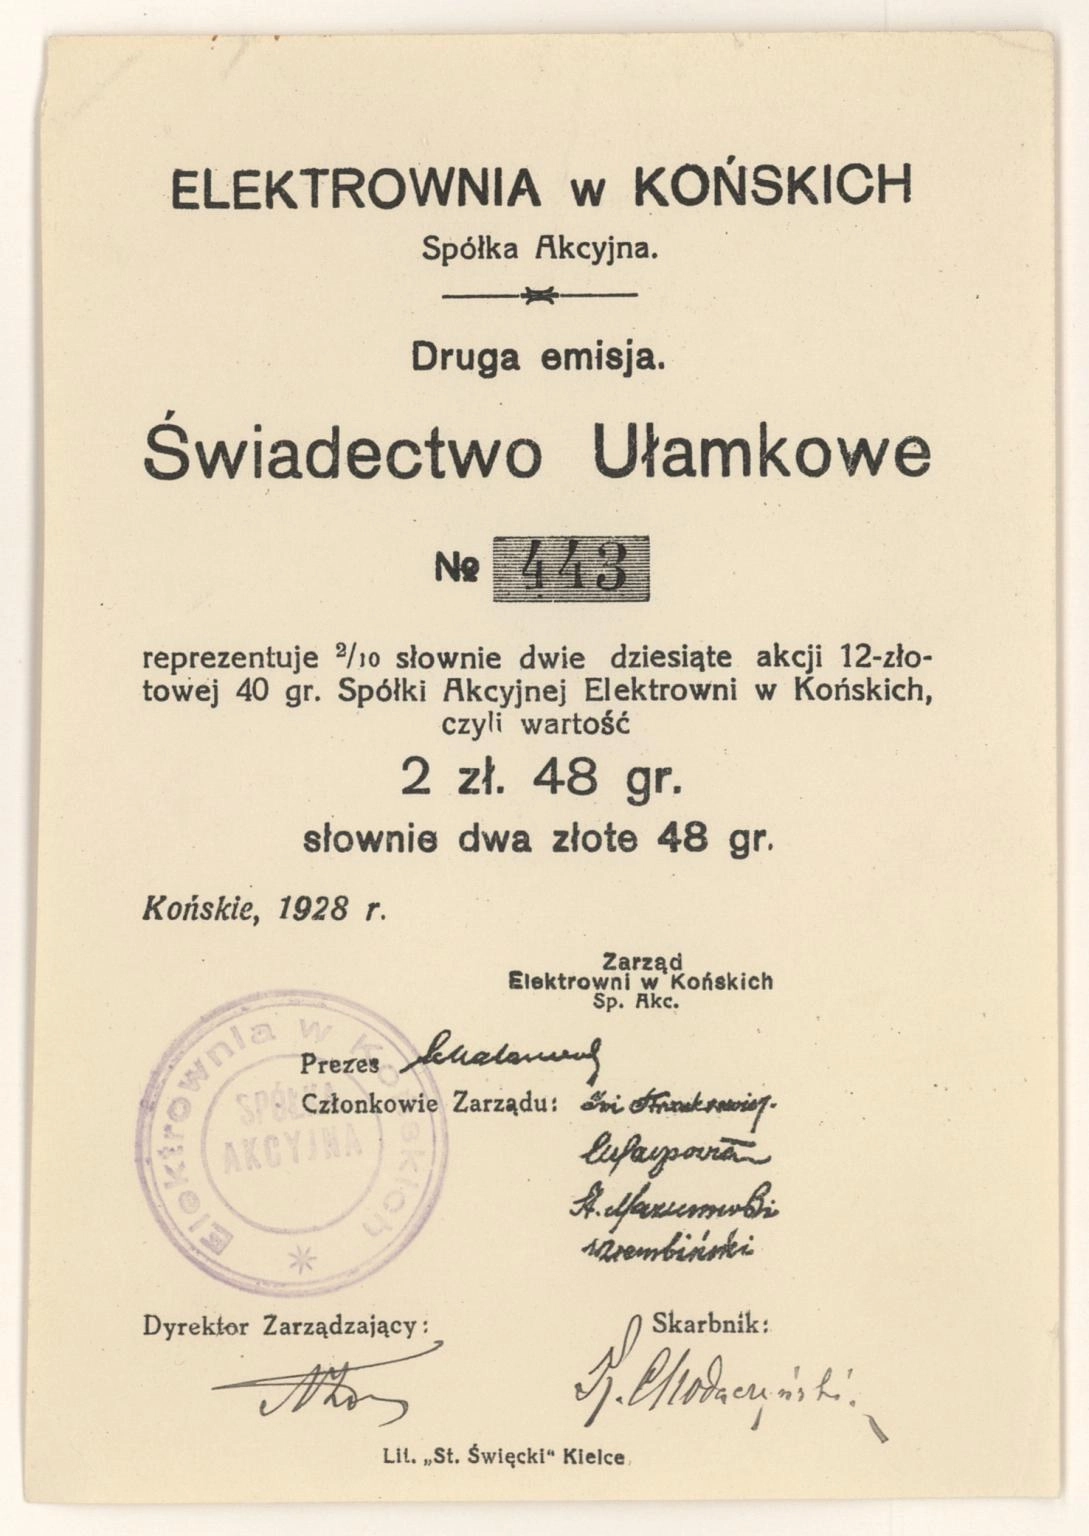 ELEKTROWNIA w KOŃSKICH
Spółka Akcyjna.
Druga emisja.
Świadectwo Ułamkowe
№ 443
reprezentuje ²/₁₀ słownie dwie dziesiąte akcji 12-zło-
towej 40 gr. Spółki Akcyjnej Elektrowni w Końskich,
czyli wartość
2 zł. 48 gr.
słownie dwa złote 48 gr.
Końskie, 1928 r.
Zarząd
Elektrowni w Końskich
Sp. Akc.
Elektrownia w Końskich
SPÓŁKA
AKCYJNA
Prezes
Członkowie Zarządu:
Dyrektor Zarządzający:
Skarbnik:
Lit. „St. Święcki" Kielce